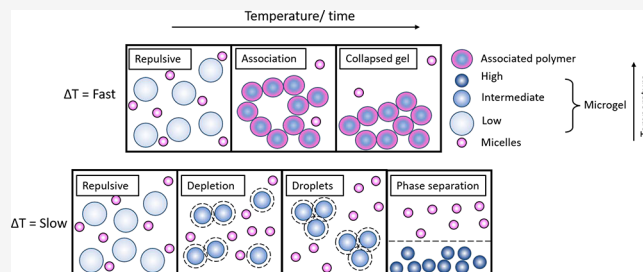 Temperature/ time
Repulsive
Association
Collapsed gel
ΔT = Fast
Associated polymer
High
Intermediate
Low
Micelles
Microgel
Repulsive
Depletion
Droplets
Phase separation
ΔT = Slow